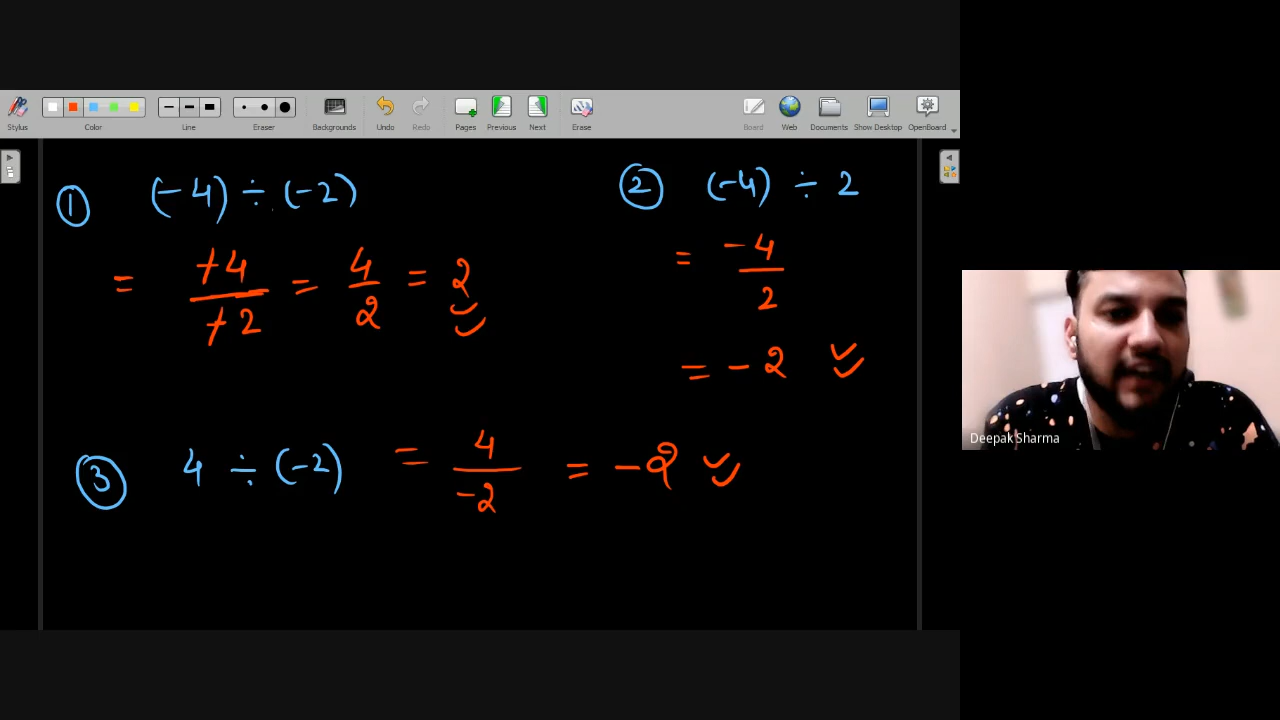 Stylus Color Line Eraser Backgrounds Undo Redo Pages Previous Next Erase Board Web Documents Show Desktop OpenBoard
① (-4) ÷ (-2)
= -4/-2 = 4/2 = 2
② (-4) ÷ 2
= -4/2
= -2
③ 4 ÷ (-2) = 4/-2 = -2
Deepak Sharma